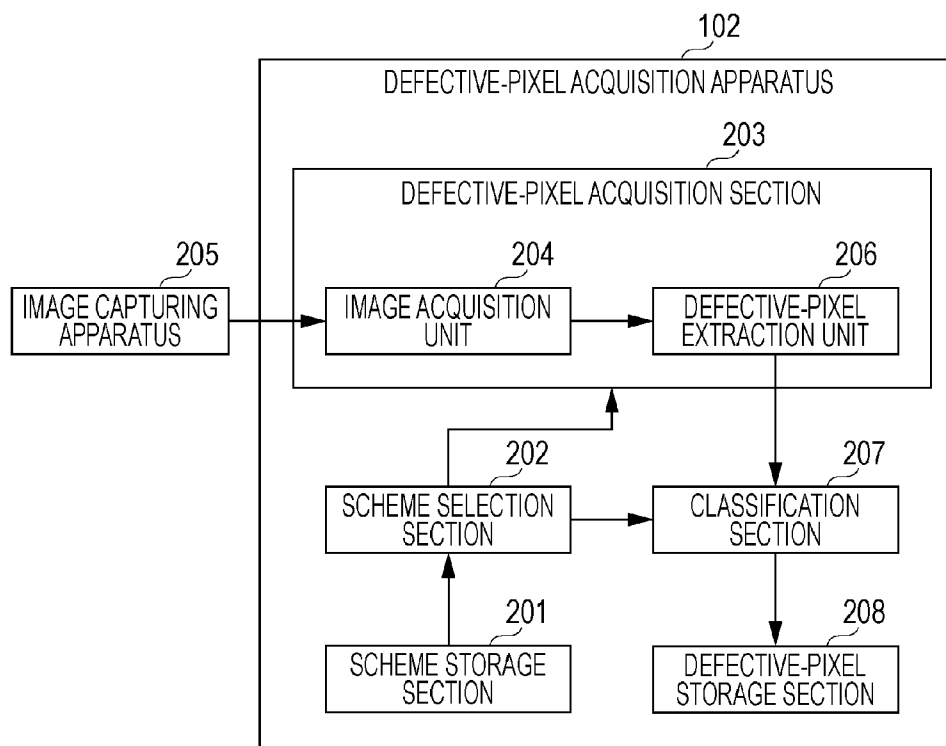 102
DEFECTIVE-PIXEL ACQUISITION APPARATUS
203
DEFECTIVE-PIXEL ACQUISITION SECTION
205
IMAGE CAPTURING
APPARATUS
204
IMAGE ACQUISITION
UNIT
206
DEFECTIVE-PIXEL
EXTRACTION UNIT
202
SCHEME SELECTION
SECTION
207
CLASSIFICATION
SECTION
201
SCHEME STORAGE
SECTION
208
DEFECTIVE-PIXEL
STORAGE SECTION